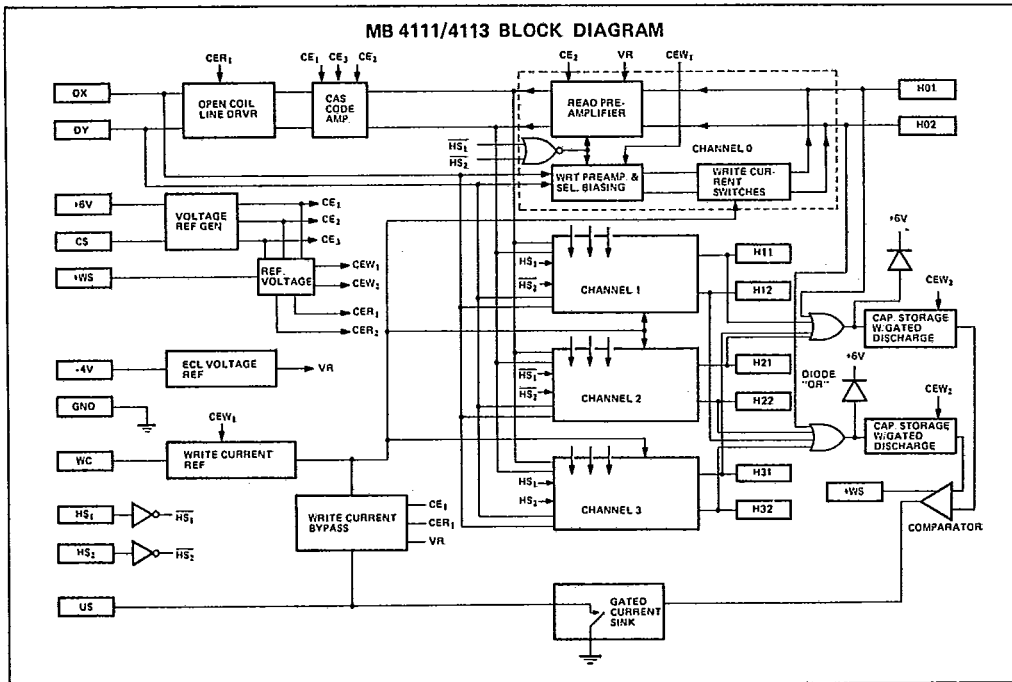 MB 4111/4113 BLOCK DIAGRAM
CER1
CE1 CE3 CE3
CE2
VR
CEW1
DX
DY
OPEN COIL
LINE DRVR
CAS
CODE
AMP.
READ PRE-
AMPLIFIER
H01
H02
HS1
HS2
CHANNEL 0
WRT PREAMP. &
SEL. BIASING
WRITE CUR-
RENT
SWITCHES
+6V
CS
+WS
VOLTAGE
REF GEN
CE1
CE2
CE3
REF.
VOLTAGE
CEW1
CEW2
CER1
CER2
HS1
HS2
CHANNEL 1
H11
H12
+6V
CEW2
CAP. STORAGE
W/GATED
DISCHARGE
-4V
ECL VOLTAGE
REF
VR
GND
HS1
HS2
CHANNEL 2
H21
H22
DIODE
"OR"
+6V
CEW2
CAP. STORAGE
W/GATED
DISCHARGE
CEW1
WC
WRITE CURRENT
REF
HS1
HS2
CHANNEL 3
H31
H32
+WS
COMPARATOR
HS1
HS1
HS2
HS2
WRITE CURRENT
BYPASS
CE1
CER1
VR
US
GATED
CURRENT
SINK